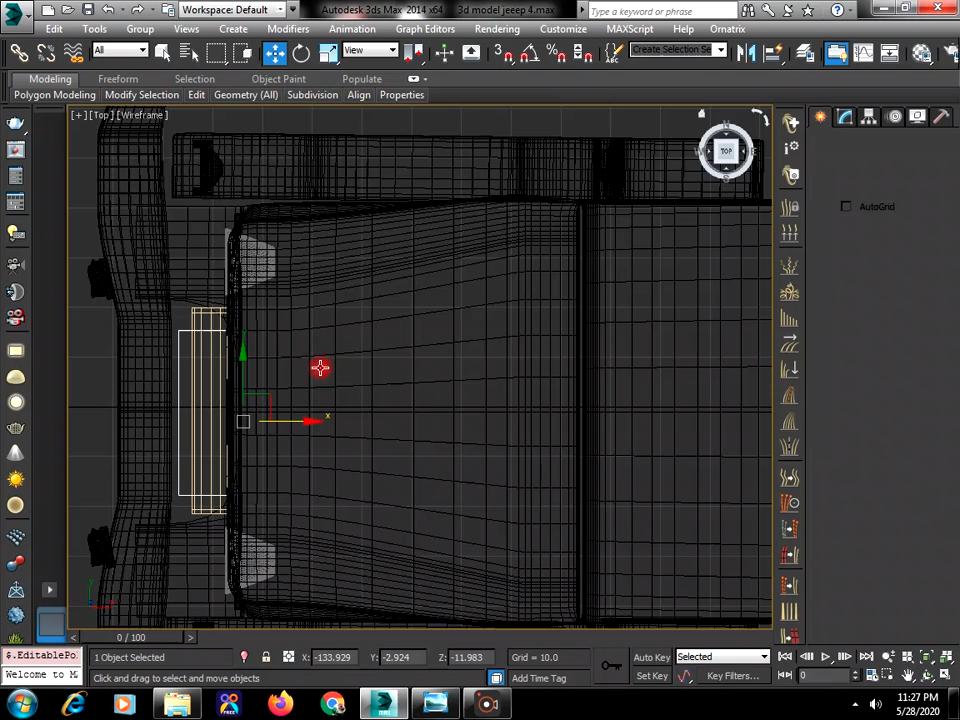 Workspace: Default
Autodesk 3ds Max 2014 x64
3d model jeeep 4.max
Type a keyword or phrase
Edit
Tools
Group
Views
Create
Modifiers
Animation
Graph Editors
Rendering
Customize
MAXScript
Help
Ornatrix
All
View
Create Selection Se
Modeling
Freeform
Selection
Object Paint
Populate
Polygon Modeling
Modify Selection
Edit
Geometry (All)
Subdivision
Align
Properties
[+][Top][Wireframe]
TOP
AutoGrid
y
x
0 / 100
$.EditablePo
Welcome to M
1 Object Selected
X: -133.929
Y: -2.924
Z: -11.983
Grid = 10.0
Click and drag to select and move objects
Add Time Tag
Auto Key
Selected
Set Key
Key Filters...
0
FREE
11:27 PM
5/28/2020